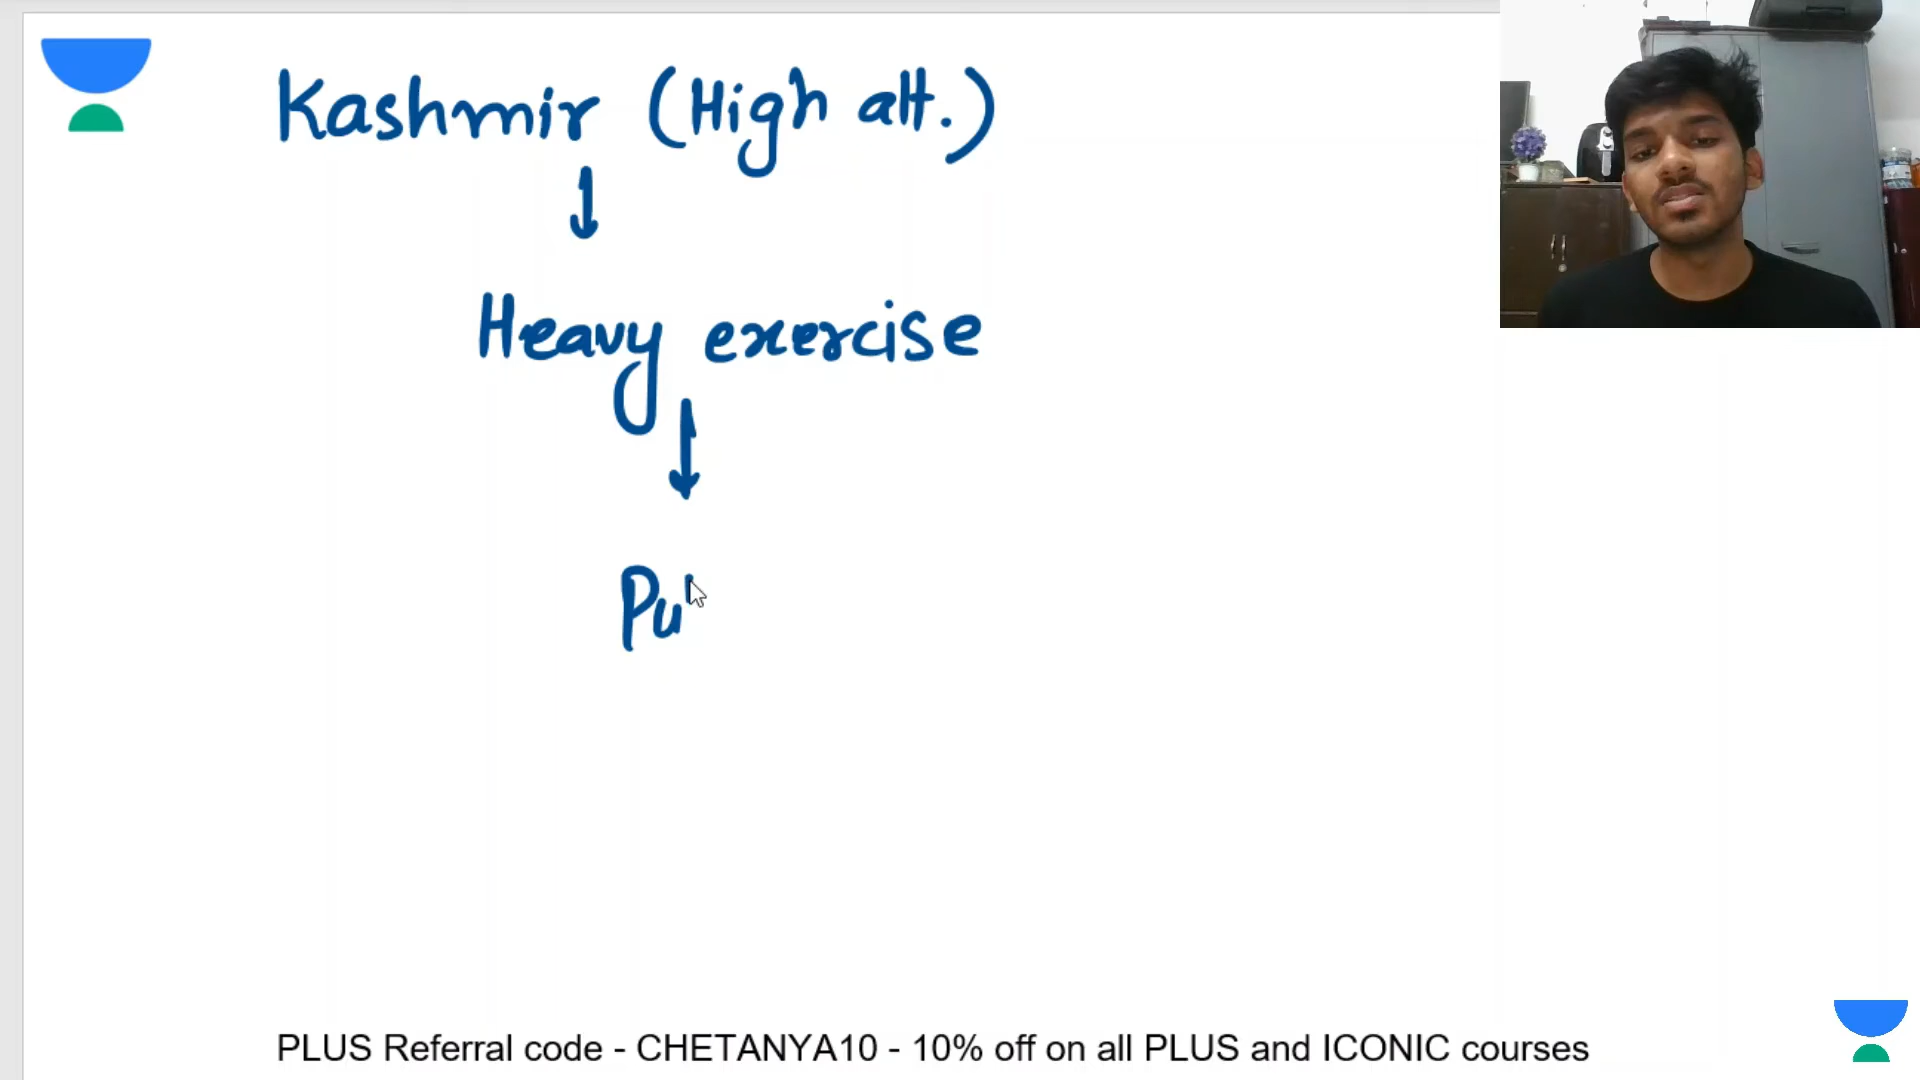 Kashmir (High alt.)
Heavy exercise
Pu
PLUS Referral code - CHETANYA10 - 10% off on all PLUS and ICONIC courses